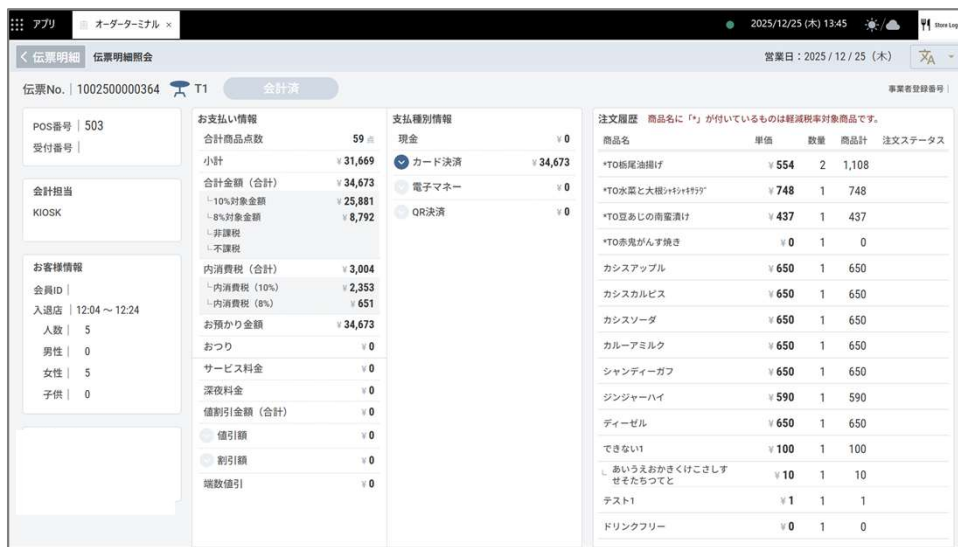 アプリ
オーダーターミナル ×
2025/12/25 (木) 13:45
Store Log
伝票明細
伝票明細照会
営業日：2025 / 12 / 25 （木）
伝票No. 1002500000364 T1 会計済
事業者登録番号
POS番号 503
受付番号
会計担当
KIOSK
お客様情報
会員ID
入退店 12:04 ～ 12:24
人数 5
男性 0
女性 5
子供 0
お支払い情報
合計商品点数 59 点
小計 ¥ 31,669
合計金額（合計） ¥ 34,673
└10%対象金額 ¥ 25,881
└8%対象金額 ¥ 8,792
└非課税
└不課税
内消費税（合計） ¥ 3,004
└内消費税（10%） ¥ 2,353
└内消費税（8%） ¥ 651
お預かり金額 ¥ 34,673
おつり ¥ 0
サービス料金 ¥ 0
深夜料金 ¥ 0
値割引金額（合計） ¥ 0
値引額 ¥ 0
割引額 ¥ 0
端数値引 ¥ 0
支払種別情報
現金 ¥ 0
カード決済 ¥ 34,673
電子マネー ¥ 0
QR決済 ¥ 0
注文履歴 商品名に「*」が付いているものは軽減税率対象商品です。
商品名 単価 数量 商品計 注文ステータス
*TO栃尾油揚げ ¥ 554 2 1,108
*TO水菜と大根ｼｬｷｼｬｷｻﾗﾀﾞ ¥ 748 1 748
*TO豆あじの南蛮漬け ¥ 437 1 437
*TO赤鬼がんす焼き ¥ 0 1 0
カシスアップル ¥ 650 1 650
カシスカルピス ¥ 650 1 650
カシスソーダ ¥ 650 1 650
カルーアミルク ¥ 650 1 650
シャンディーガフ ¥ 650 1 650
ジンジャーハイ ¥ 590 1 590
ディーゼル ¥ 650 1 650
できない1 ¥ 100 1 100
└ あいうえおかきくけこさしす
せそたちつてと ¥ 10 1 10
テスト1 ¥ 1 1 1
ドリンクフリー ¥ 0 1 0